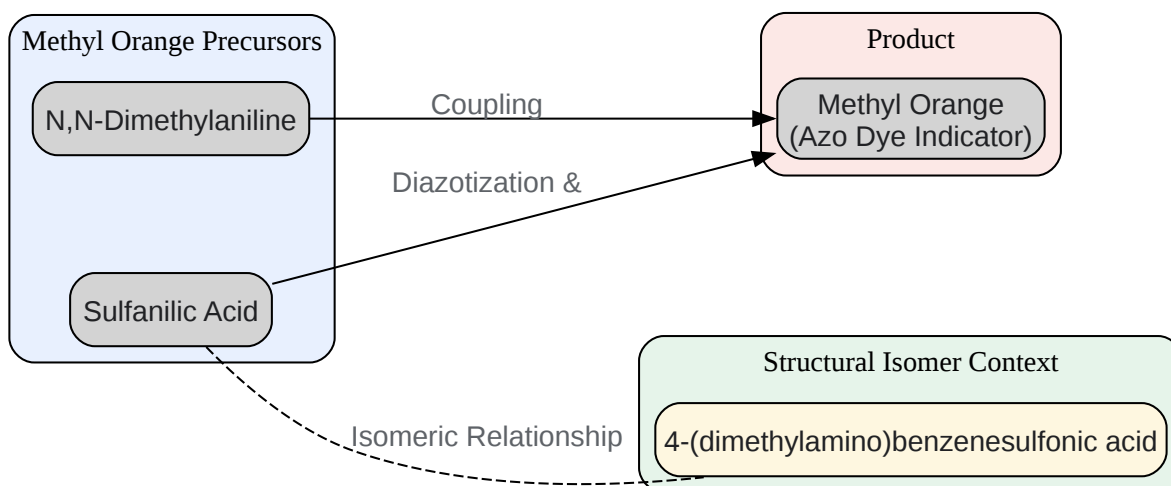 Methyl Orange Precursors
N,N-Dimethylaniline
Sulfanilic Acid
Coupling
Diazotization &
Product
Methyl Orange
(Azo Dye Indicator)
Isomeric Relationship
Structural Isomer Context
4-(dimethylamino)benzenesulfonic acid